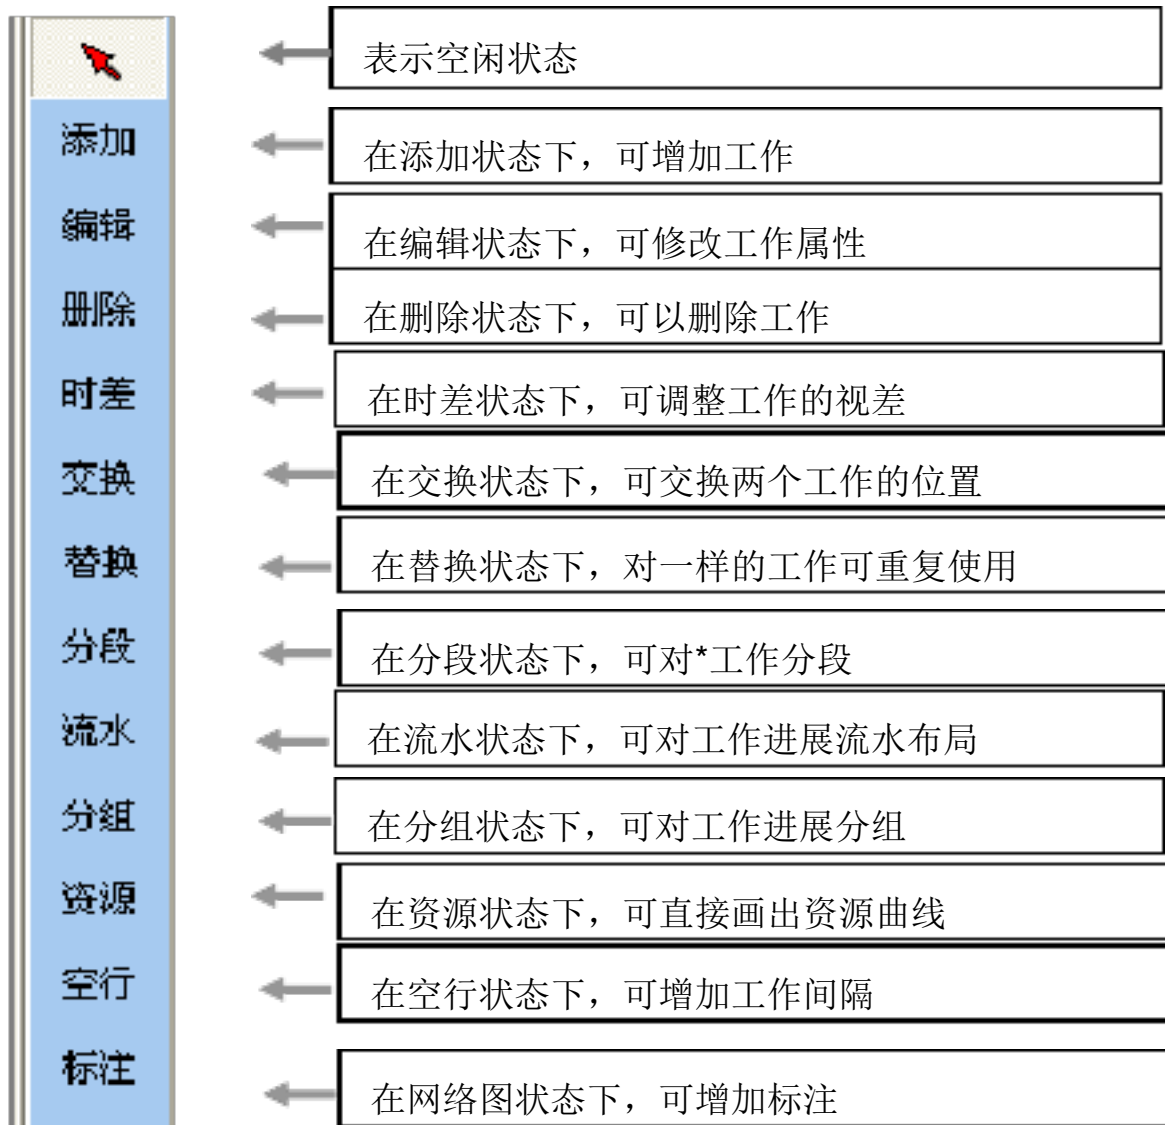 表示空闲状态
添加
在添加状态下，可增加工作
编辑
在编辑状态下，可修改工作属性
删除
在删除状态下，可以删除工作
时差
在时差状态下，可调整工作的视差
交换
在交换状态下，可交换两个工作的位置
替换
在替换状态下，对一样的工作可重复使用
分段
在分段状态下，可对*工作分段
流水
在流水状态下，可对工作进展流水布局
分组
在分组状态下，可对工作进展分组
资源
在资源状态下，可直接画出资源曲线
空行
在空行状态下，可增加工作间隔
标注
在网络图状态下，可增加标注